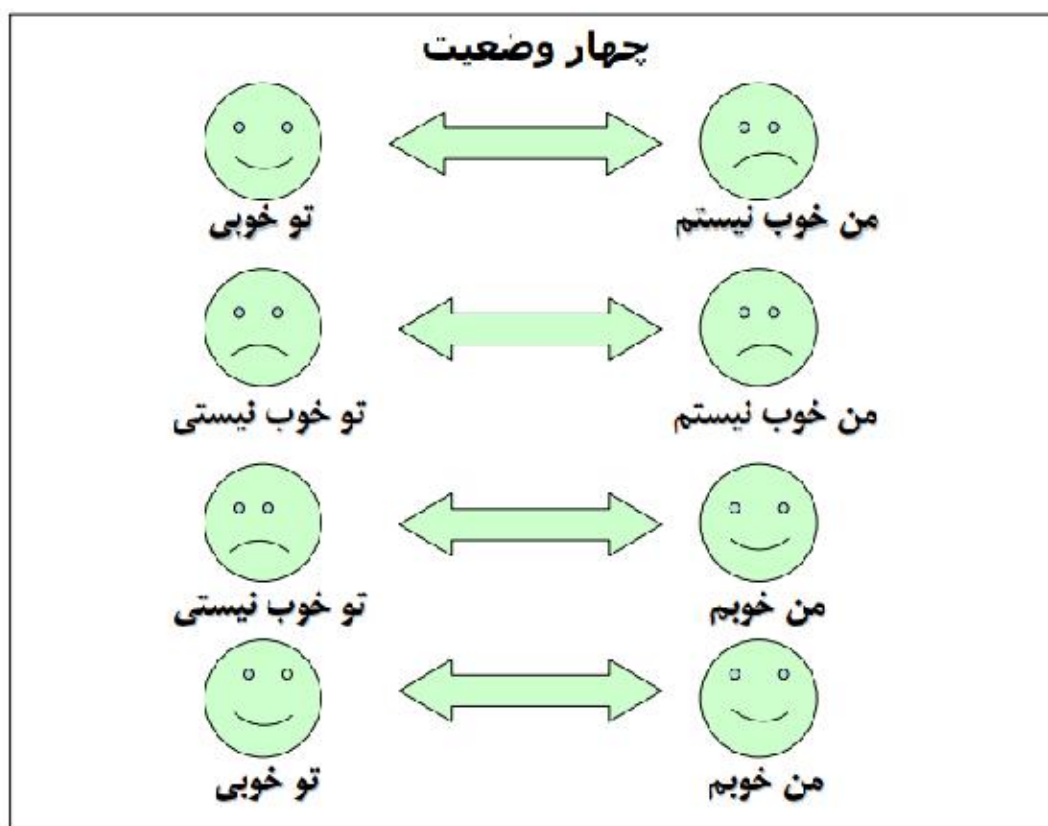 چهار وضعیت
من خوب نیستم تو خوبی
من خوب نیستم تو خوب نیستی
من خوبم تو خوب نیستی
من خوبم تو خوبی